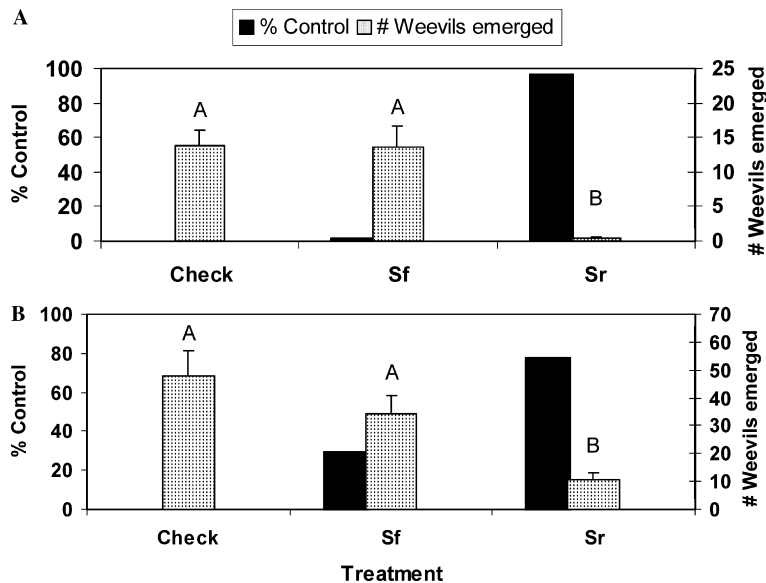 A
% Control # Weevils emerged
100
80
60
40
20
0
% Control
A
A
B
25
20
15
10
5
0
# Weevils emerged
Check Sf Sr
B
100
80
60
40
20
0
% Control
A
A
B
70
60
50
40
30
20
10
0
# Weevils emerged
Check Sf Sr
Treatment